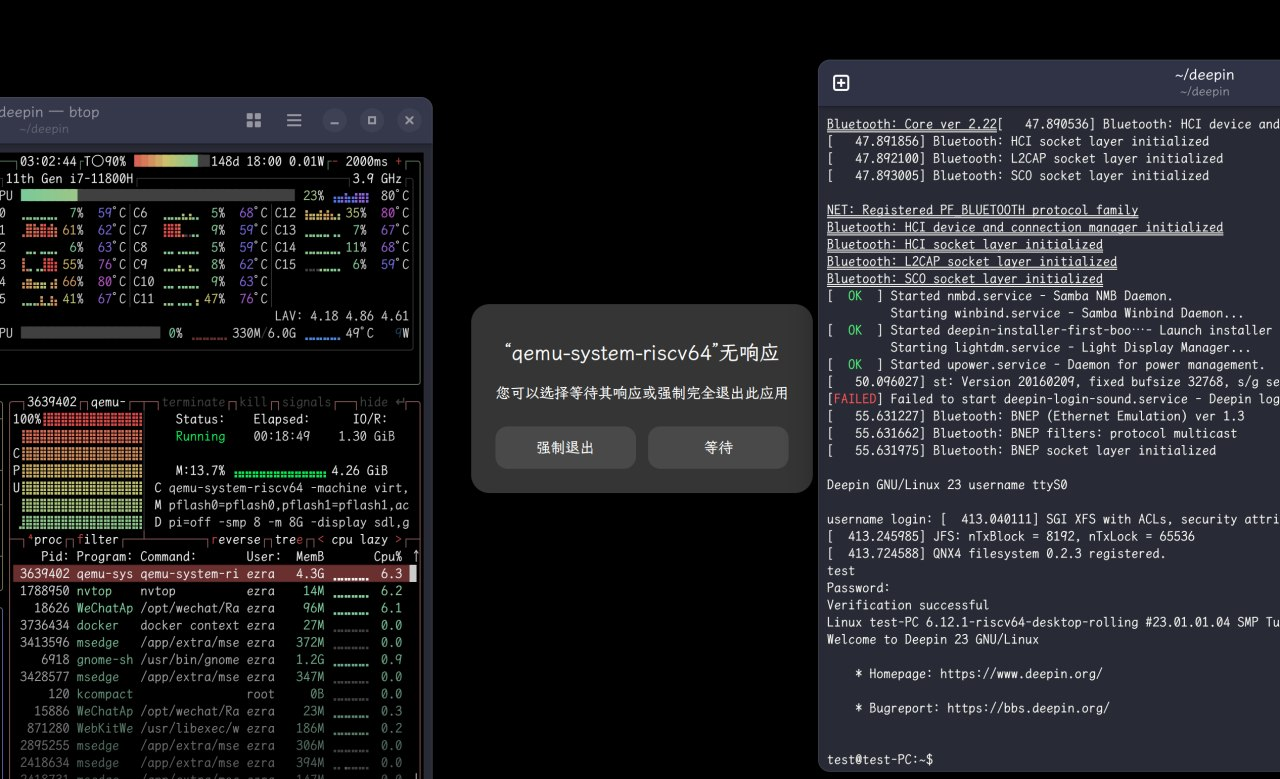 deepin — btop
~/deepin
03:02:44 T 90% 148d 18:00 0.01W - 2000ms +
11th Gen i7-11800H 3.9 GHz
PU 23% 80°C
0 7% 59°C C6 5% 68°C C12 35% 80°C
1 61% 62°C C7 9% 59°C C13 7% 67°C
2 6% 63°C C8 5% 59°C C14 11% 68°C
3 55% 76°C C9 8% 62°C C15 6% 59°C
4 66% 80°C C10 9% 63°C
5 41% 67°C C11 47% 76°C
LAV: 4.18 4.86 4.61
PU 0% 330M/6.0G 49°C 9W
3639402 qemu- terminate kill signals hide ↵
100% Status: Elapsed: IO/R:
Running 00:18:49 1.30 GiB
C
P M:13.7% 4.26 GiB
U C qemu-system-riscv64 -machine virt,
M pflash0=pflash0,pflash1=pflash1,ac
D pi=off -smp 8 -m 8G -display sdl,g
⁴proc filter reverse tree < cpu lazy >
Pid: Program: Command: User: MemB Cpu% ↑
3639402 qemu-sys qemu-system-ri ezra 4.3G 6.3
1788950 nvtop nvtop ezra 14M 6.2
18626 WeChatAp /opt/wechat/Ra ezra 96M 6.1
3736434 docker docker context ezra 27M 0.0
3413596 msedge /app/extra/mse ezra 372M 0.0
6918 gnome-sh /usr/bin/gnome ezra 1.2G 0.9
3428577 msedge /app/extra/mse ezra 347M 0.0
120 kcompact root 0B 0.0
15886 WeChatAp /opt/wechat/Ra ezra 23M 0.3
871280 WebKitWe /usr/libexec/w ezra 186M 0.2
2895255 msedge /app/extra/mse ezra 306M 0.0
2418634 msedge /app/extra/mse ezra 394M 0.0
“qemu-system-riscv64”无响应
您可以选择等待其响应或强制完全退出此应用
强制退出 等待
~/deepin
~/deepin
Bluetooth: Core ver 2.22[   47.890536] Bluetooth: HCI device and
[   47.891856] Bluetooth: HCI socket layer initialized
[   47.892100] Bluetooth: L2CAP socket layer initialized
[   47.893005] Bluetooth: SCO socket layer initialized
NET: Registered PF_BLUETOOTH protocol family
Bluetooth: HCI device and connection manager initialized
Bluetooth: HCI socket layer initialized
Bluetooth: L2CAP socket layer initialized
Bluetooth: SCO socket layer initialized
[  OK  ] Started nmbd.service - Samba NMB Daemon.
Starting winbind.service - Samba Winbind Daemon...
[  OK  ] Started deepin-installer-first-boo…- Launch installer
Starting lightdm.service - Light Display Manager...
[  OK  ] Started upower.service - Daemon for power management.
[   50.096027] st: Version 20160209, fixed bufsize 32768, s/g se
[FAILED] Failed to start deepin-login-sound.service - Deepin log
[   55.631227] Bluetooth: BNEP (Ethernet Emulation) ver 1.3
[   55.631662] Bluetooth: BNEP filters: protocol multicast
[   55.631975] Bluetooth: BNEP socket layer initialized
Deepin GNU/Linux 23 username ttyS0
username login: [  413.040111] SGI XFS with ACLs, security attri
[  413.245985] JFS: nTxBlock = 8192, nTxLock = 65536
[  413.724588] QNX4 filesystem 0.2.3 registered.
test
Password:
Verification successful
Linux test-PC 6.12.1-riscv64-desktop-rolling #23.01.01.04 SMP Tu
Welcome to Deepin 23 GNU/Linux
* Homepage: https://www.deepin.org/
* Bugreport: https://bbs.deepin.org/
test@test-PC:~$